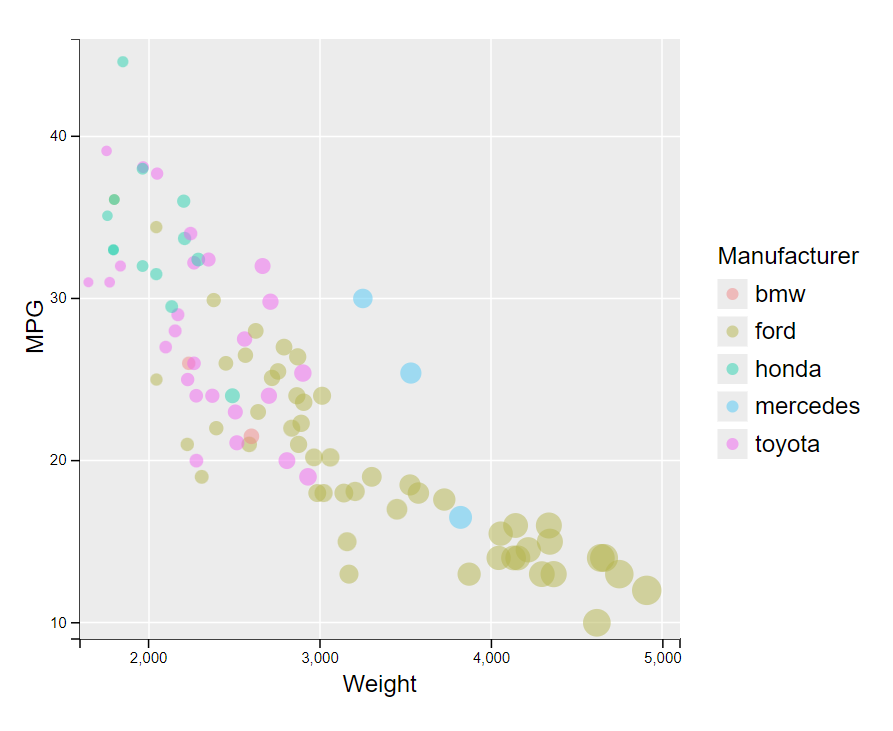 MPG
40
30
20
10
2,000
3,000
4,000
5,000
Weight
Manufacturer
bmw
ford
honda
mercedes
toyota